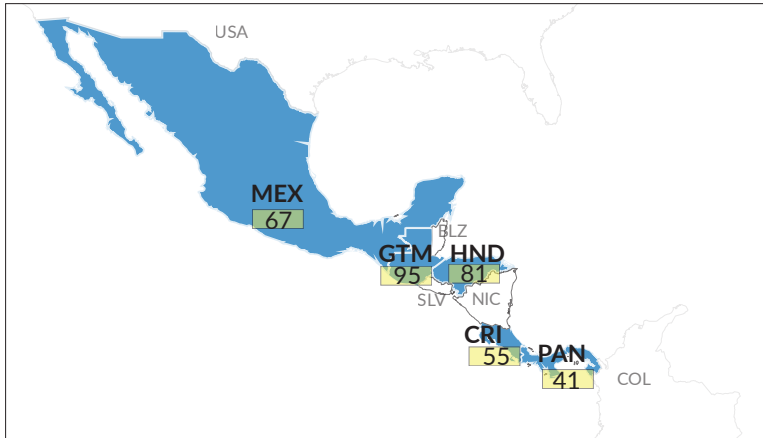 USA
MEX
67
BLZ
GTM
HND
95
81
SLV
NIC
CRI
55
PAN
41
COL